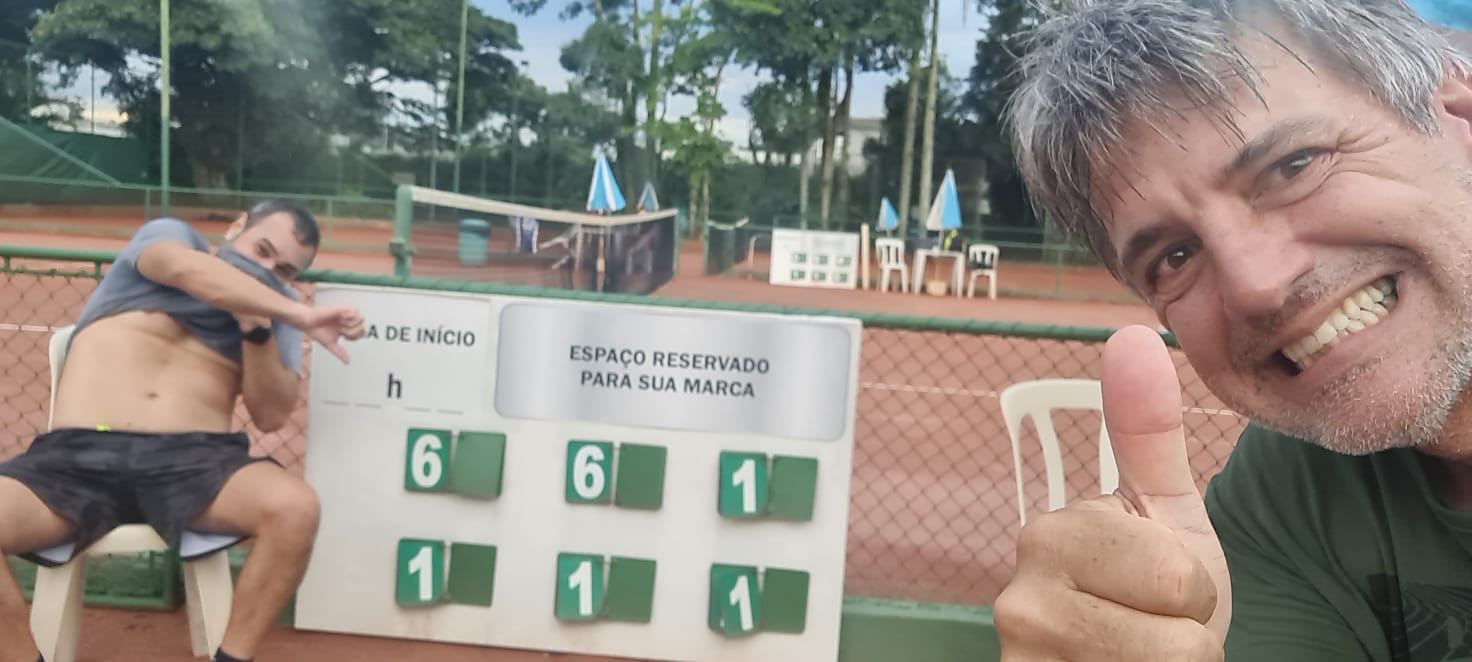 A DE INÍCIO
h
ESPAÇO RESERVADO
PARA SUA MARCA
6 6 1
1 1 1